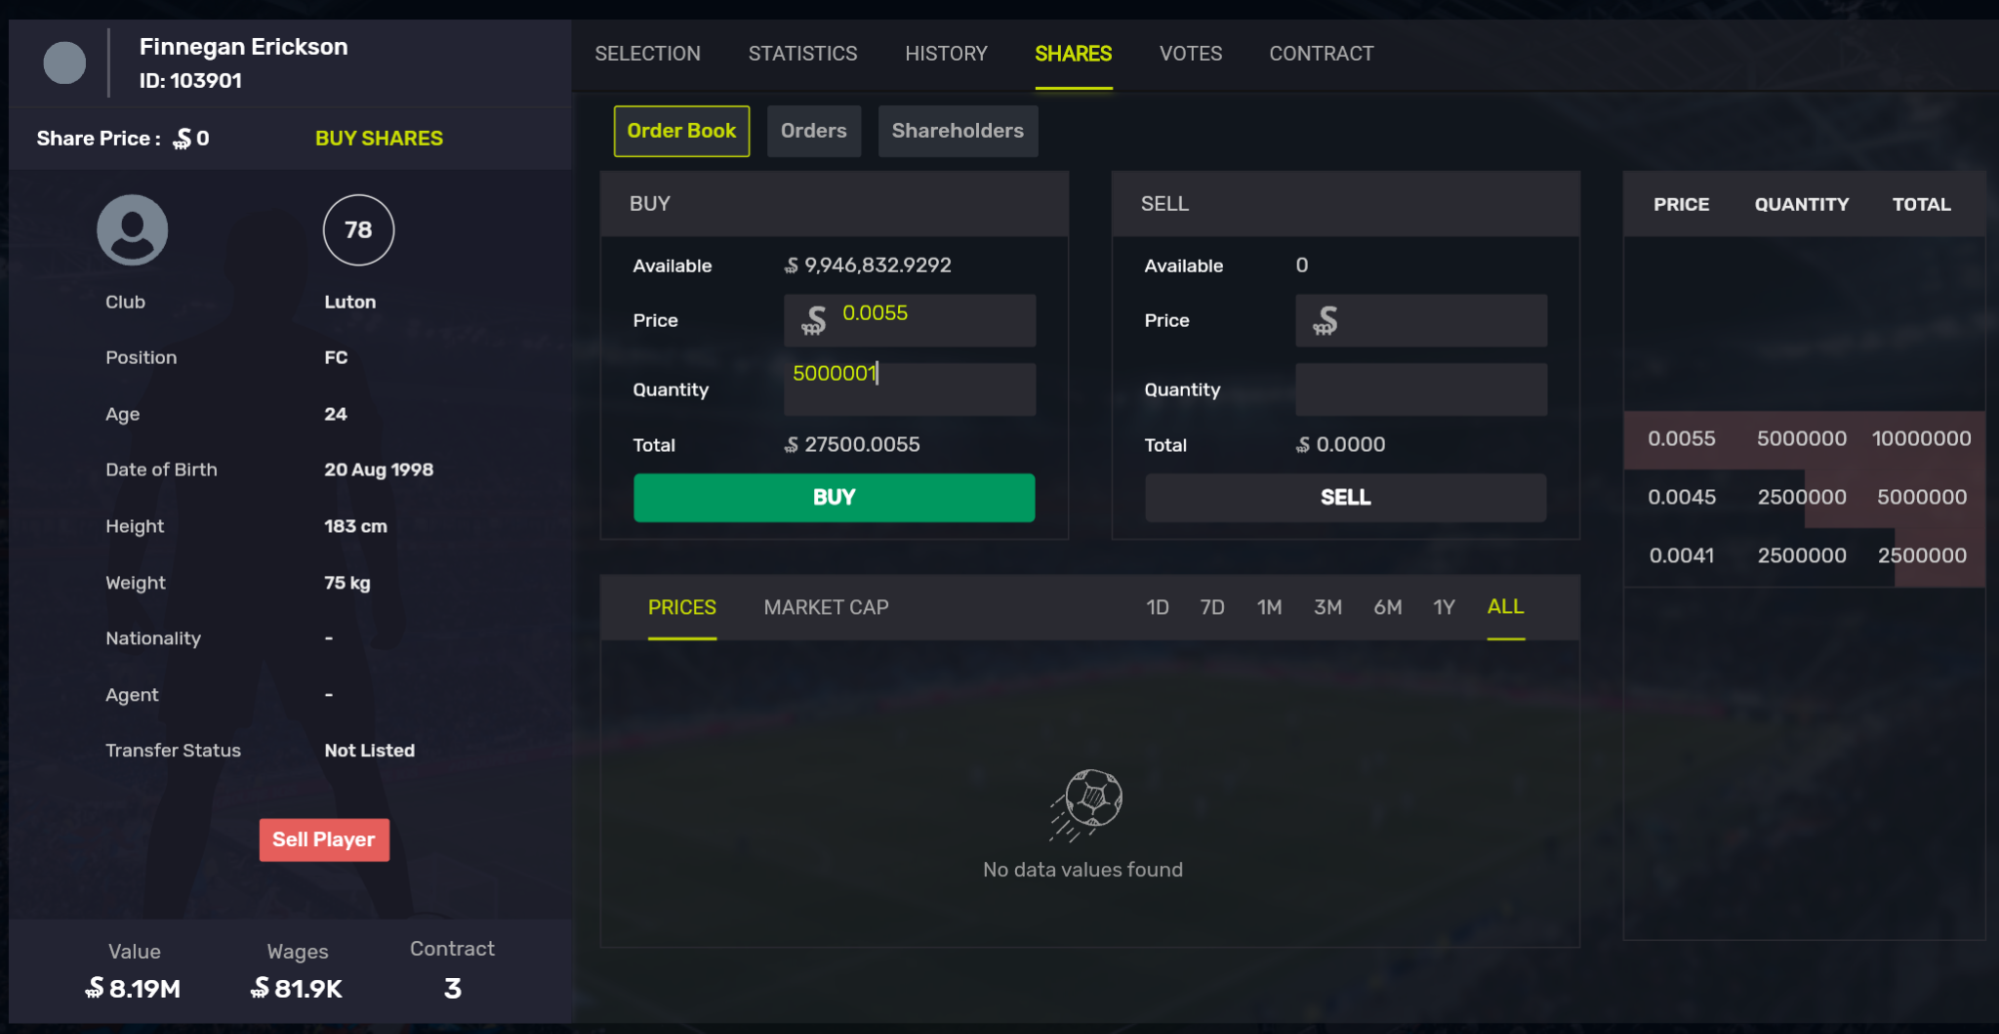 Finnegan Erickson
ID: 103901
Share Price : 0
BUY SHARES
78
Club Luton
Position FC
Age 24
Date of Birth 20 Aug 1998
Height 183 cm
Weight 75 kg
Nationality -
Agent -
Transfer Status Not Listed
Sell Player
Value Wages Contract
8.19M 81.9K 3
SELECTION STATISTICS HISTORY SHARES VOTES CONTRACT
Order Book Orders Shareholders
BUY
Available 9,946,832.9292
Price 0.0055
Quantity 5000001
Total 27500.0055
BUY
SELL
Available 0
Price
Quantity
Total 0.0000
SELL
PRICES MARKET CAP 1D 7D 1M 3M 6M 1Y ALL
No data values found
PRICE QUANTITY TOTAL
0.0055 5000000 10000000
0.0045 2500000 5000000
0.0041 2500000 2500000